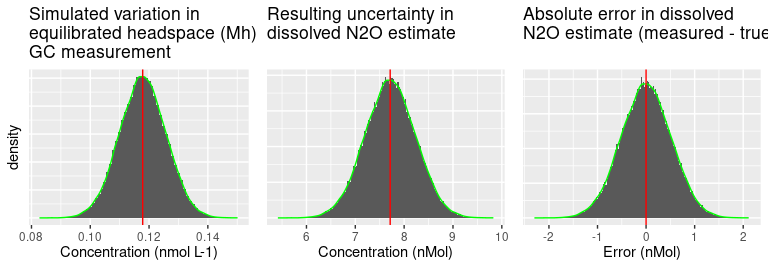 Simulated variation in
equilibrated headspace (Mh)
GC measurement
Resulting uncertainty in
dissolved N2O estimate
Absolute error in dissolved
N2O estimate (measured - true
density
0.08 0.10 0.12 0.14
Concentration (nmol L-1)
6 7 8 9 10
Concentration (nMol)
-2 -1 0 1 2
Error (nMol)